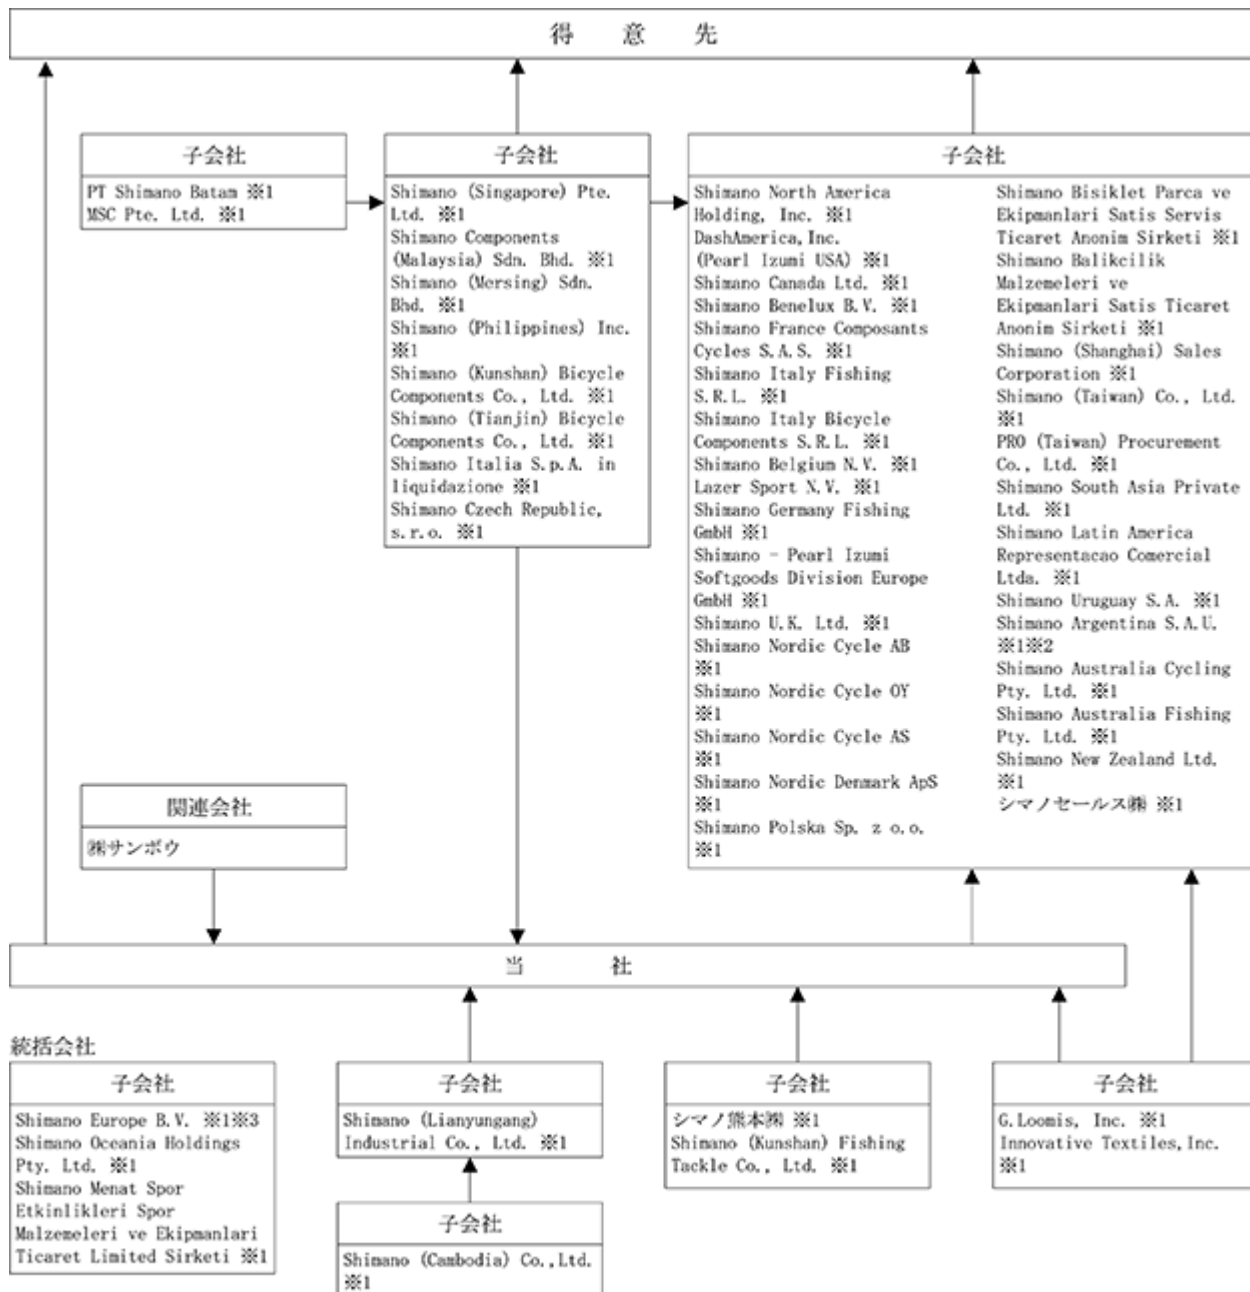 得　意　先
子会社
PT Shimano Batam ※1
MSC Pte. Ltd. ※1
子会社
Shimano (Singapore) Pte.
Ltd. ※1
Shimano Components
(Malaysia) Sdn. Bhd. ※1
Shimano (Mersing) Sdn.
Bhd. ※1
Shimano (Philippines) Inc.
※1
Shimano (Kunshan) Bicycle
Components Co., Ltd. ※1
Shimano (Tianjin) Bicycle
Components Co., Ltd. ※1
Shimano Italia S.p.A. in
liquidazione ※1
Shimano Czech Republic,
s.r.o. ※1
子会社
Shimano North America
Holding, Inc. ※1
DashAmerica,Inc.
(Pearl Izumi USA) ※1
Shimano Canada Ltd. ※1
Shimano Benelux B.V. ※1
Shimano France Composants
Cycles S.A.S. ※1
Shimano Italy Fishing
S.R.L. ※1
Shimano Italy Bicycle
Components S.R.L. ※1
Shimano Belgium N.V. ※1
Lazer Sport N.V. ※1
Shimano Germany Fishing
GmbH ※1
Shimano - Pearl Izumi
Softgoods Division Europe
GmbH ※1
Shimano U.K. Ltd. ※1
Shimano Nordic Cycle AB
※1
Shimano Nordic Cycle OY
※1
Shimano Nordic Cycle AS
※1
Shimano Nordic Denmark ApS
※1
Shimano Polska Sp. z o.o.
※1
Shimano Bisiklet Parca ve
Ekipmanlari Satis Servis
Ticaret Anonim Sirketi ※1
Shimano Balikcilik
Malzemeleri ve
Ekipmanlari Satis Ticaret
Anonim Sirketi ※1
Shimano (Shanghai) Sales
Corporation ※1
Shimano (Taiwan) Co., Ltd.
※1
PRO (Taiwan) Procurement
Co., Ltd. ※1
Shimano South Asia Private
Ltd. ※1
Shimano Latin America
Representacao Comercial
Ltda. ※1
Shimano Uruguay S.A. ※1
Shimano Argentina S.A.U.
※1※2
Shimano Australia Cycling
Pty. Ltd. ※1
Shimano Australia Fishing
Pty. Ltd. ※1
Shimano New Zealand Ltd.
※1
シマノセールス㈱ ※1
関連会社
㈱サンボウ
当　社
統括会社
子会社
Shimano Europe B.V. ※1※3
Shimano Oceania Holdings
Pty. Ltd. ※1
Shimano Menat Spor
Etkinlikleri Spor
Malzemeleri ve Ekipmanlari
Ticaret Limited Sirketi ※1
子会社
Shimano (Lianyungang)
Industrial Co., Ltd. ※1
子会社
Shimano (Cambodia) Co.,Ltd.
※1
子会社
シマノ熊本㈱ ※1
Shimano (Kunshan) Fishing
Tackle Co., Ltd. ※1
子会社
G.Loomis, Inc. ※1
Innovative Textiles,Inc.
※1